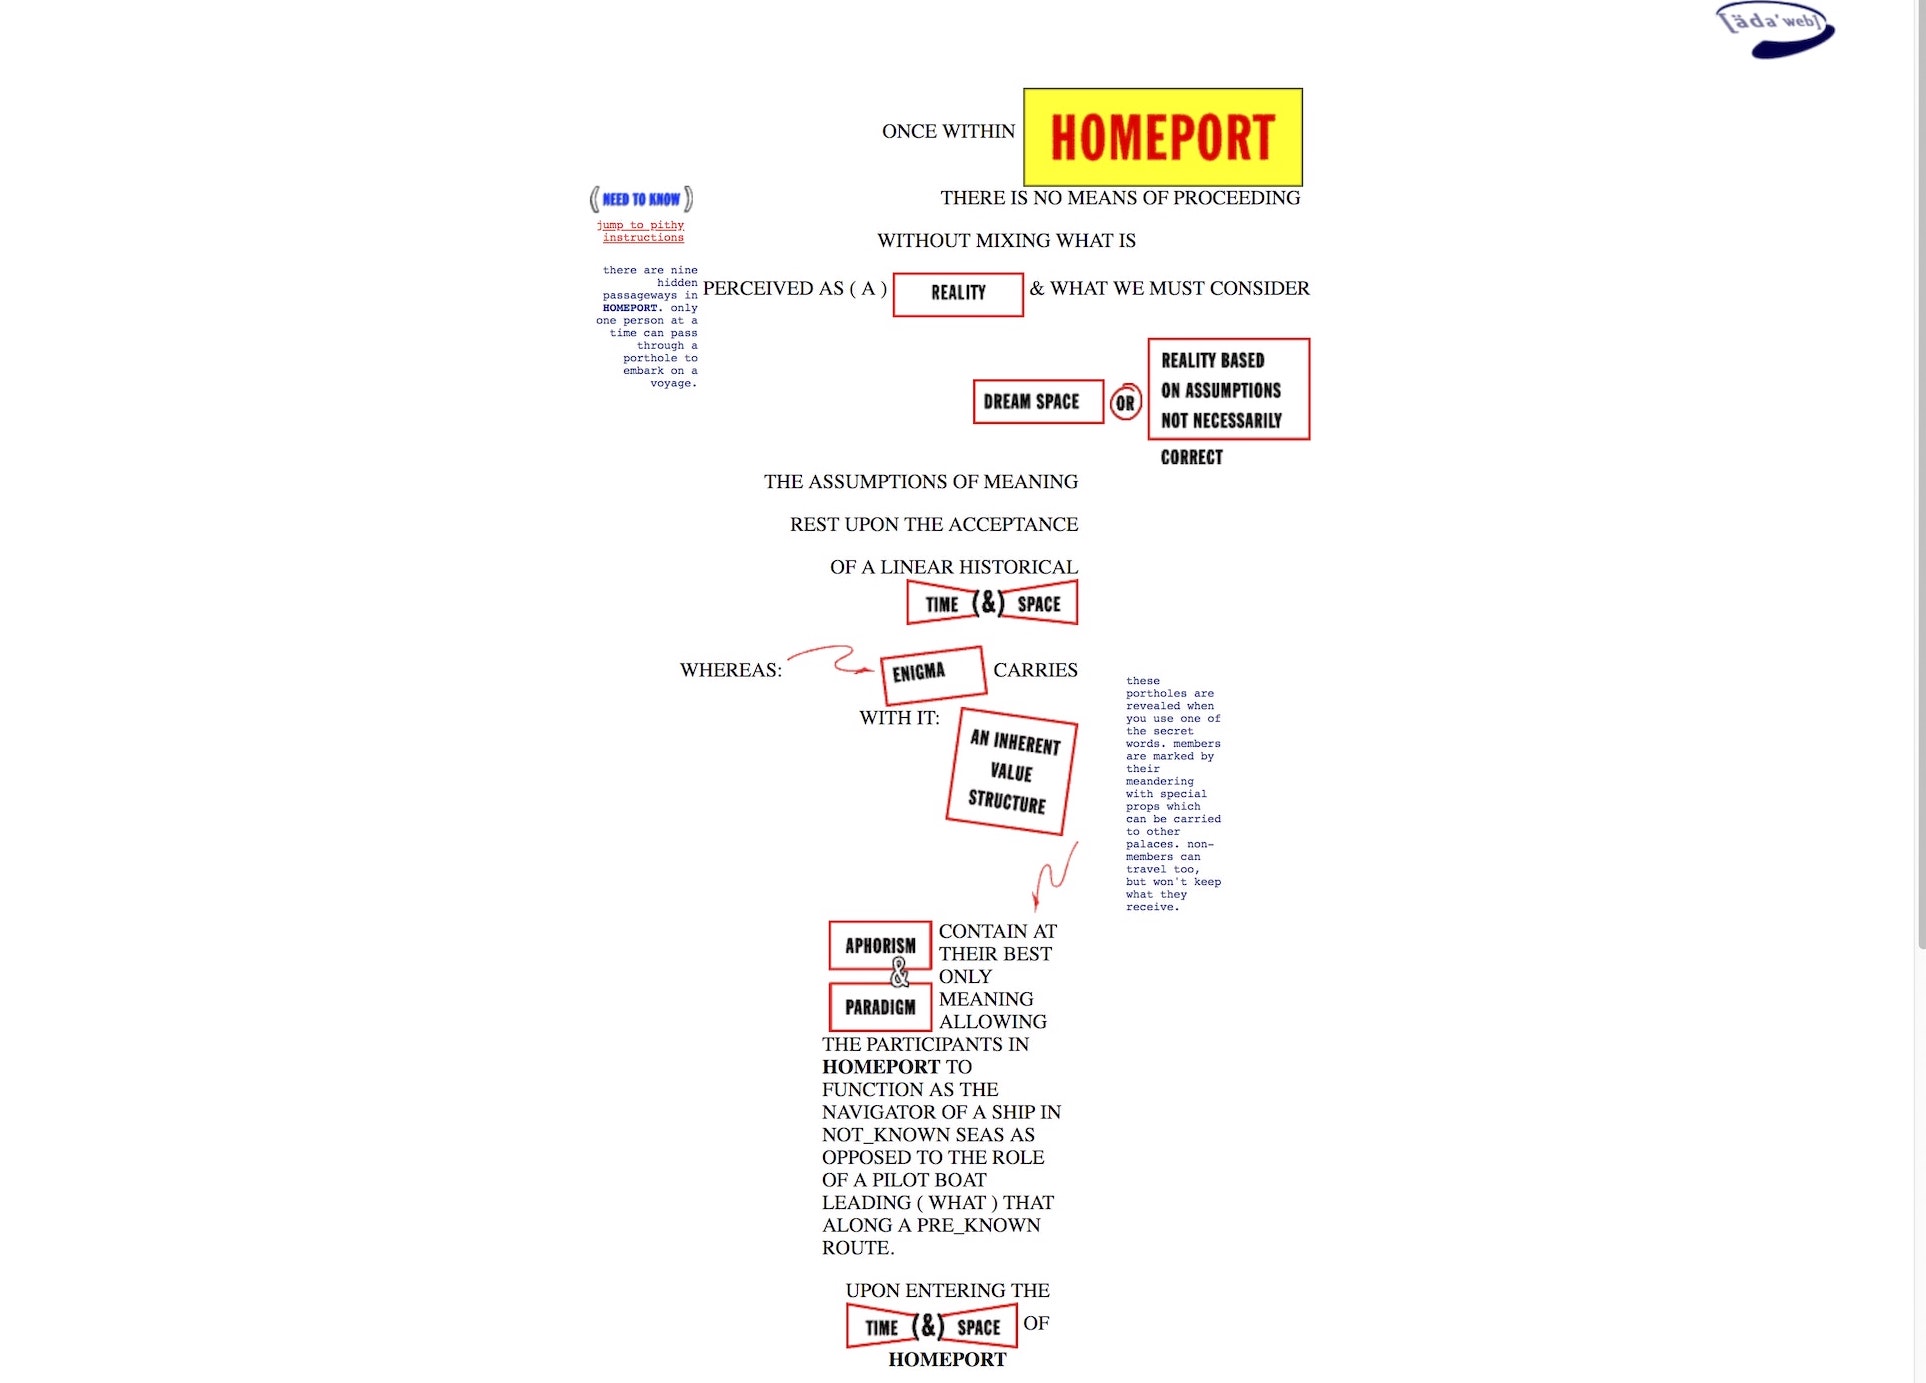 [äda'web]
ONCE WITHIN
HOMEPORT
( NEED TO KNOW )
jump to pithy
instructions
THERE IS NO MEANS OF PROCEEDING
WITHOUT MIXING WHAT IS
there are nine
hidden
passageways in
HOMEPORT. only
one person at a
time can pass
through a
porthole to
embark on a
voyage.
PERCEIVED AS ( A )
REALITY
& WHAT WE MUST CONSIDER
DREAM SPACE
OR
REALITY BASED
ON ASSUMPTIONS
NOT NECESSARILY
CORRECT
THE ASSUMPTIONS OF MEANING
REST UPON THE ACCEPTANCE
OF A LINEAR HISTORICAL
TIME (&) SPACE
WHEREAS:
ENIGMA
CARRIES
WITH IT:
AN INHERENT
VALUE
STRUCTURE
these
portholes are
revealed when
you use one of
the secret
words. members
are marked by
their
meandering
with special
props which
can be carried
to other
palaces. non-
members can
travel too,
but won't keep
what they
receive.
APHORISM
&
PARADIGM
CONTAIN AT
THEIR BEST
ONLY
MEANING
ALLOWING
THE PARTICIPANTS IN
HOMEPORT TO
FUNCTION AS THE
NAVIGATOR OF A SHIP IN
NOT_KNOWN SEAS AS
OPPOSED TO THE ROLE
OF A PILOT BOAT
LEADING ( WHAT ) THAT
ALONG A PRE_KNOWN
ROUTE.
UPON ENTERING THE
TIME (&) SPACE
OF
HOMEPORT